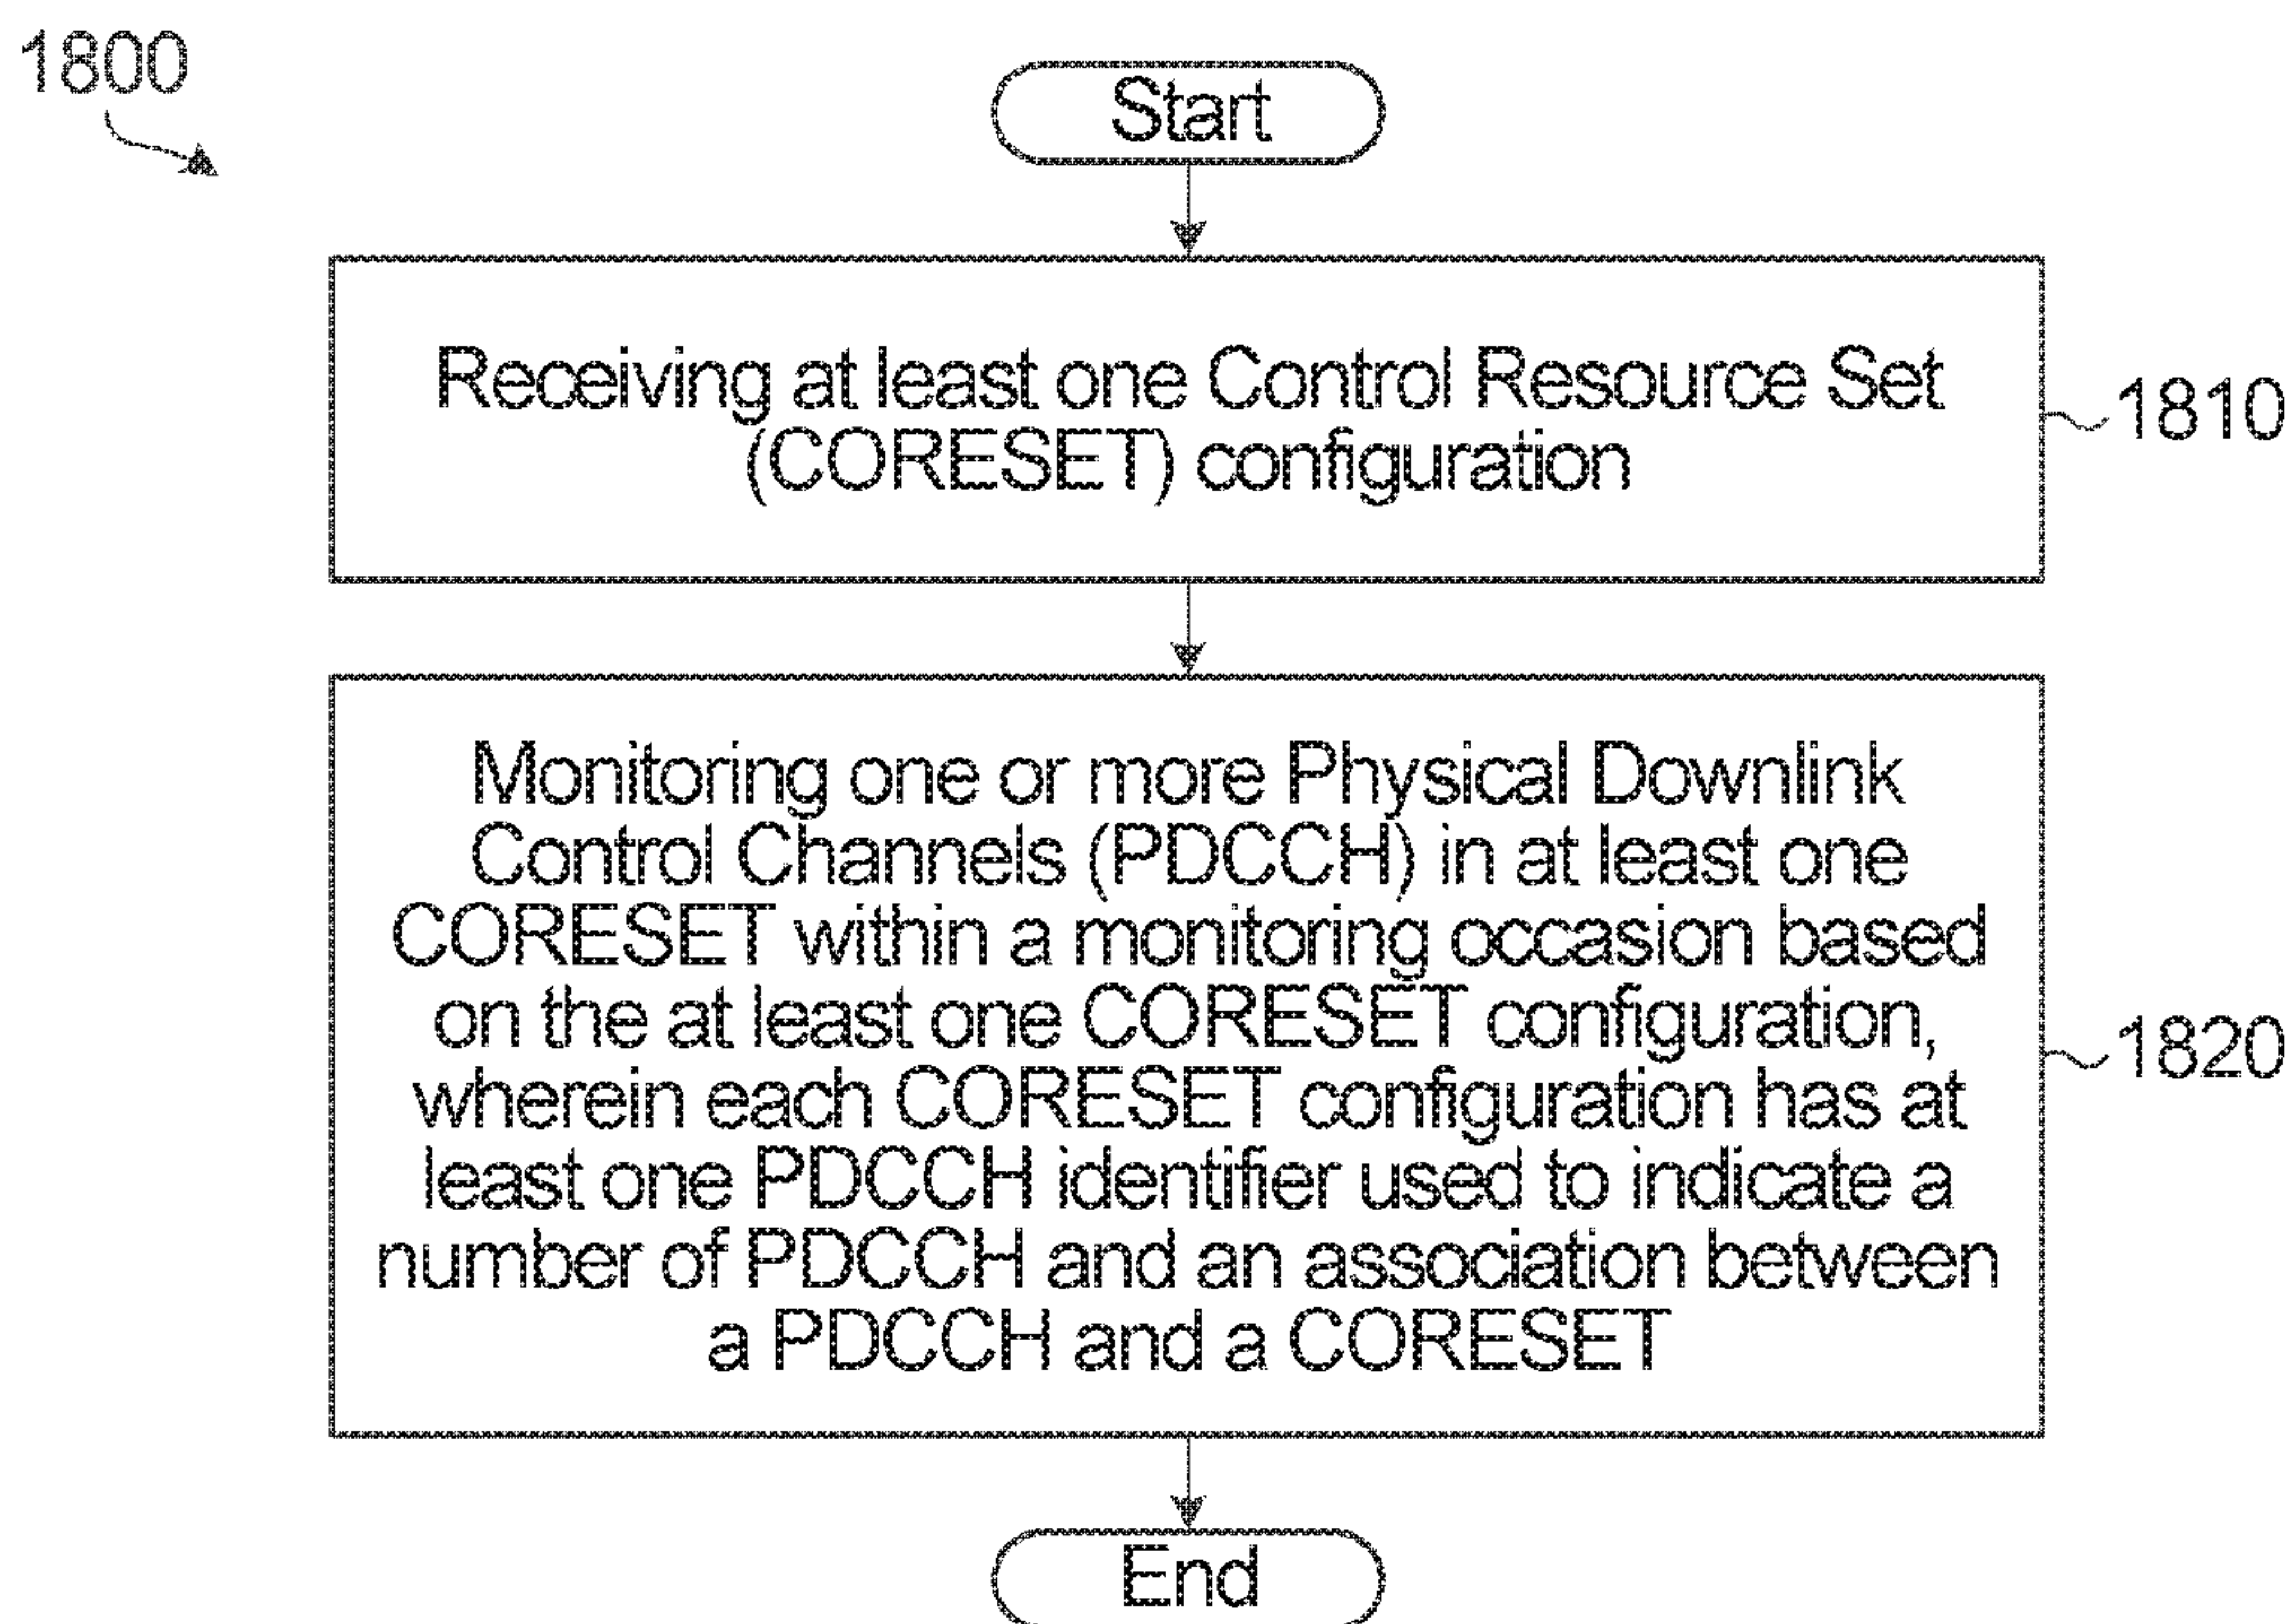 1800
Start
Receiving at least one Control Resource Set
(CORESET) configuration
1810
Monitoring one or more Physical Downlink
Control Channels (PDCCH) in at least one
CORESET within a monitoring occasion based
on the at least one CORESET configuration,
wherein each CORESET configuration has at
least one PDCCH identifier used to indicate a
number of PDCCH and an association between
a PDCCH and a CORESET
1820
End